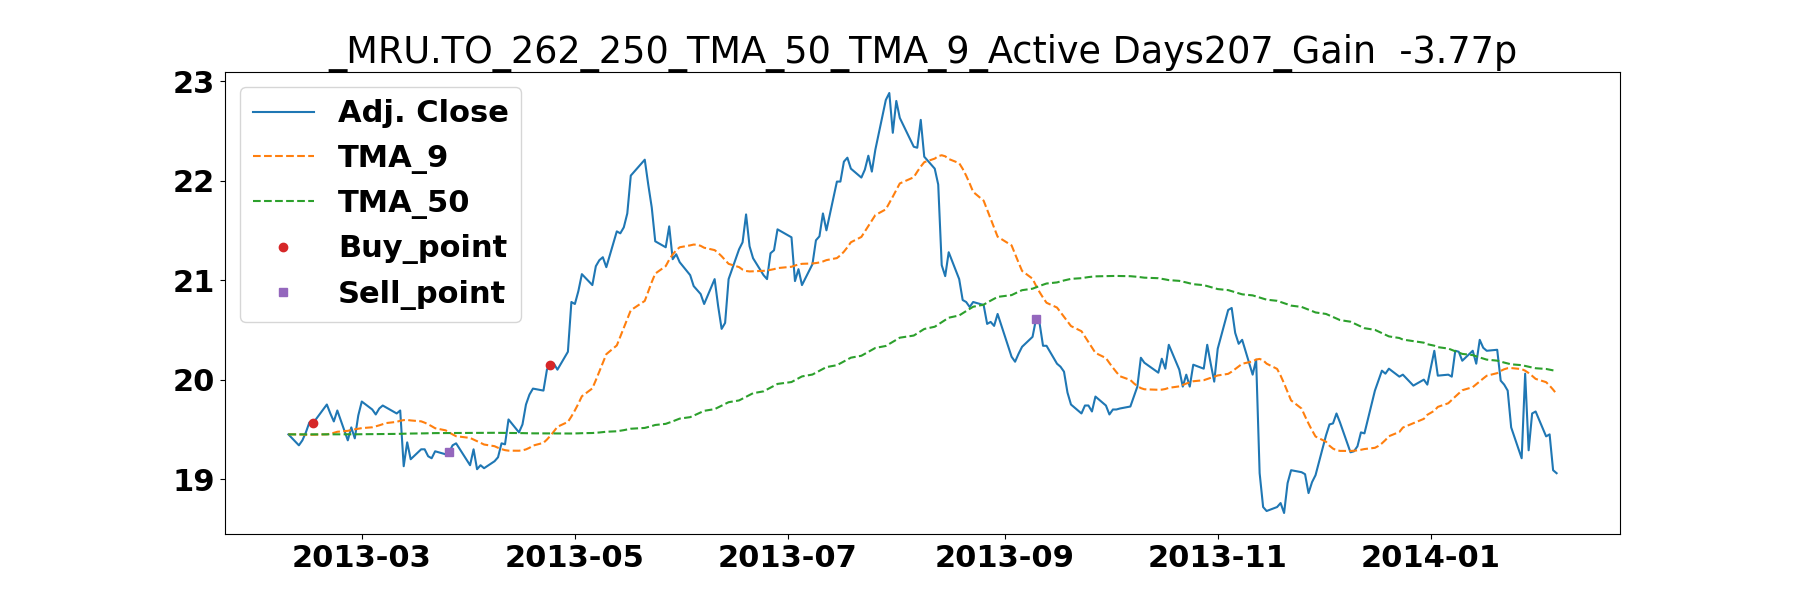 _MRU.TO_262_250_TMA_50_TMA_9_Active Days207_Gain  -3.77p
23
22
21
20
19
Adj. Close
TMA_9
TMA_50
Buy_point
Sell_point
2013-03 2013-05 2013-07 2013-09 2013-11 2014-01